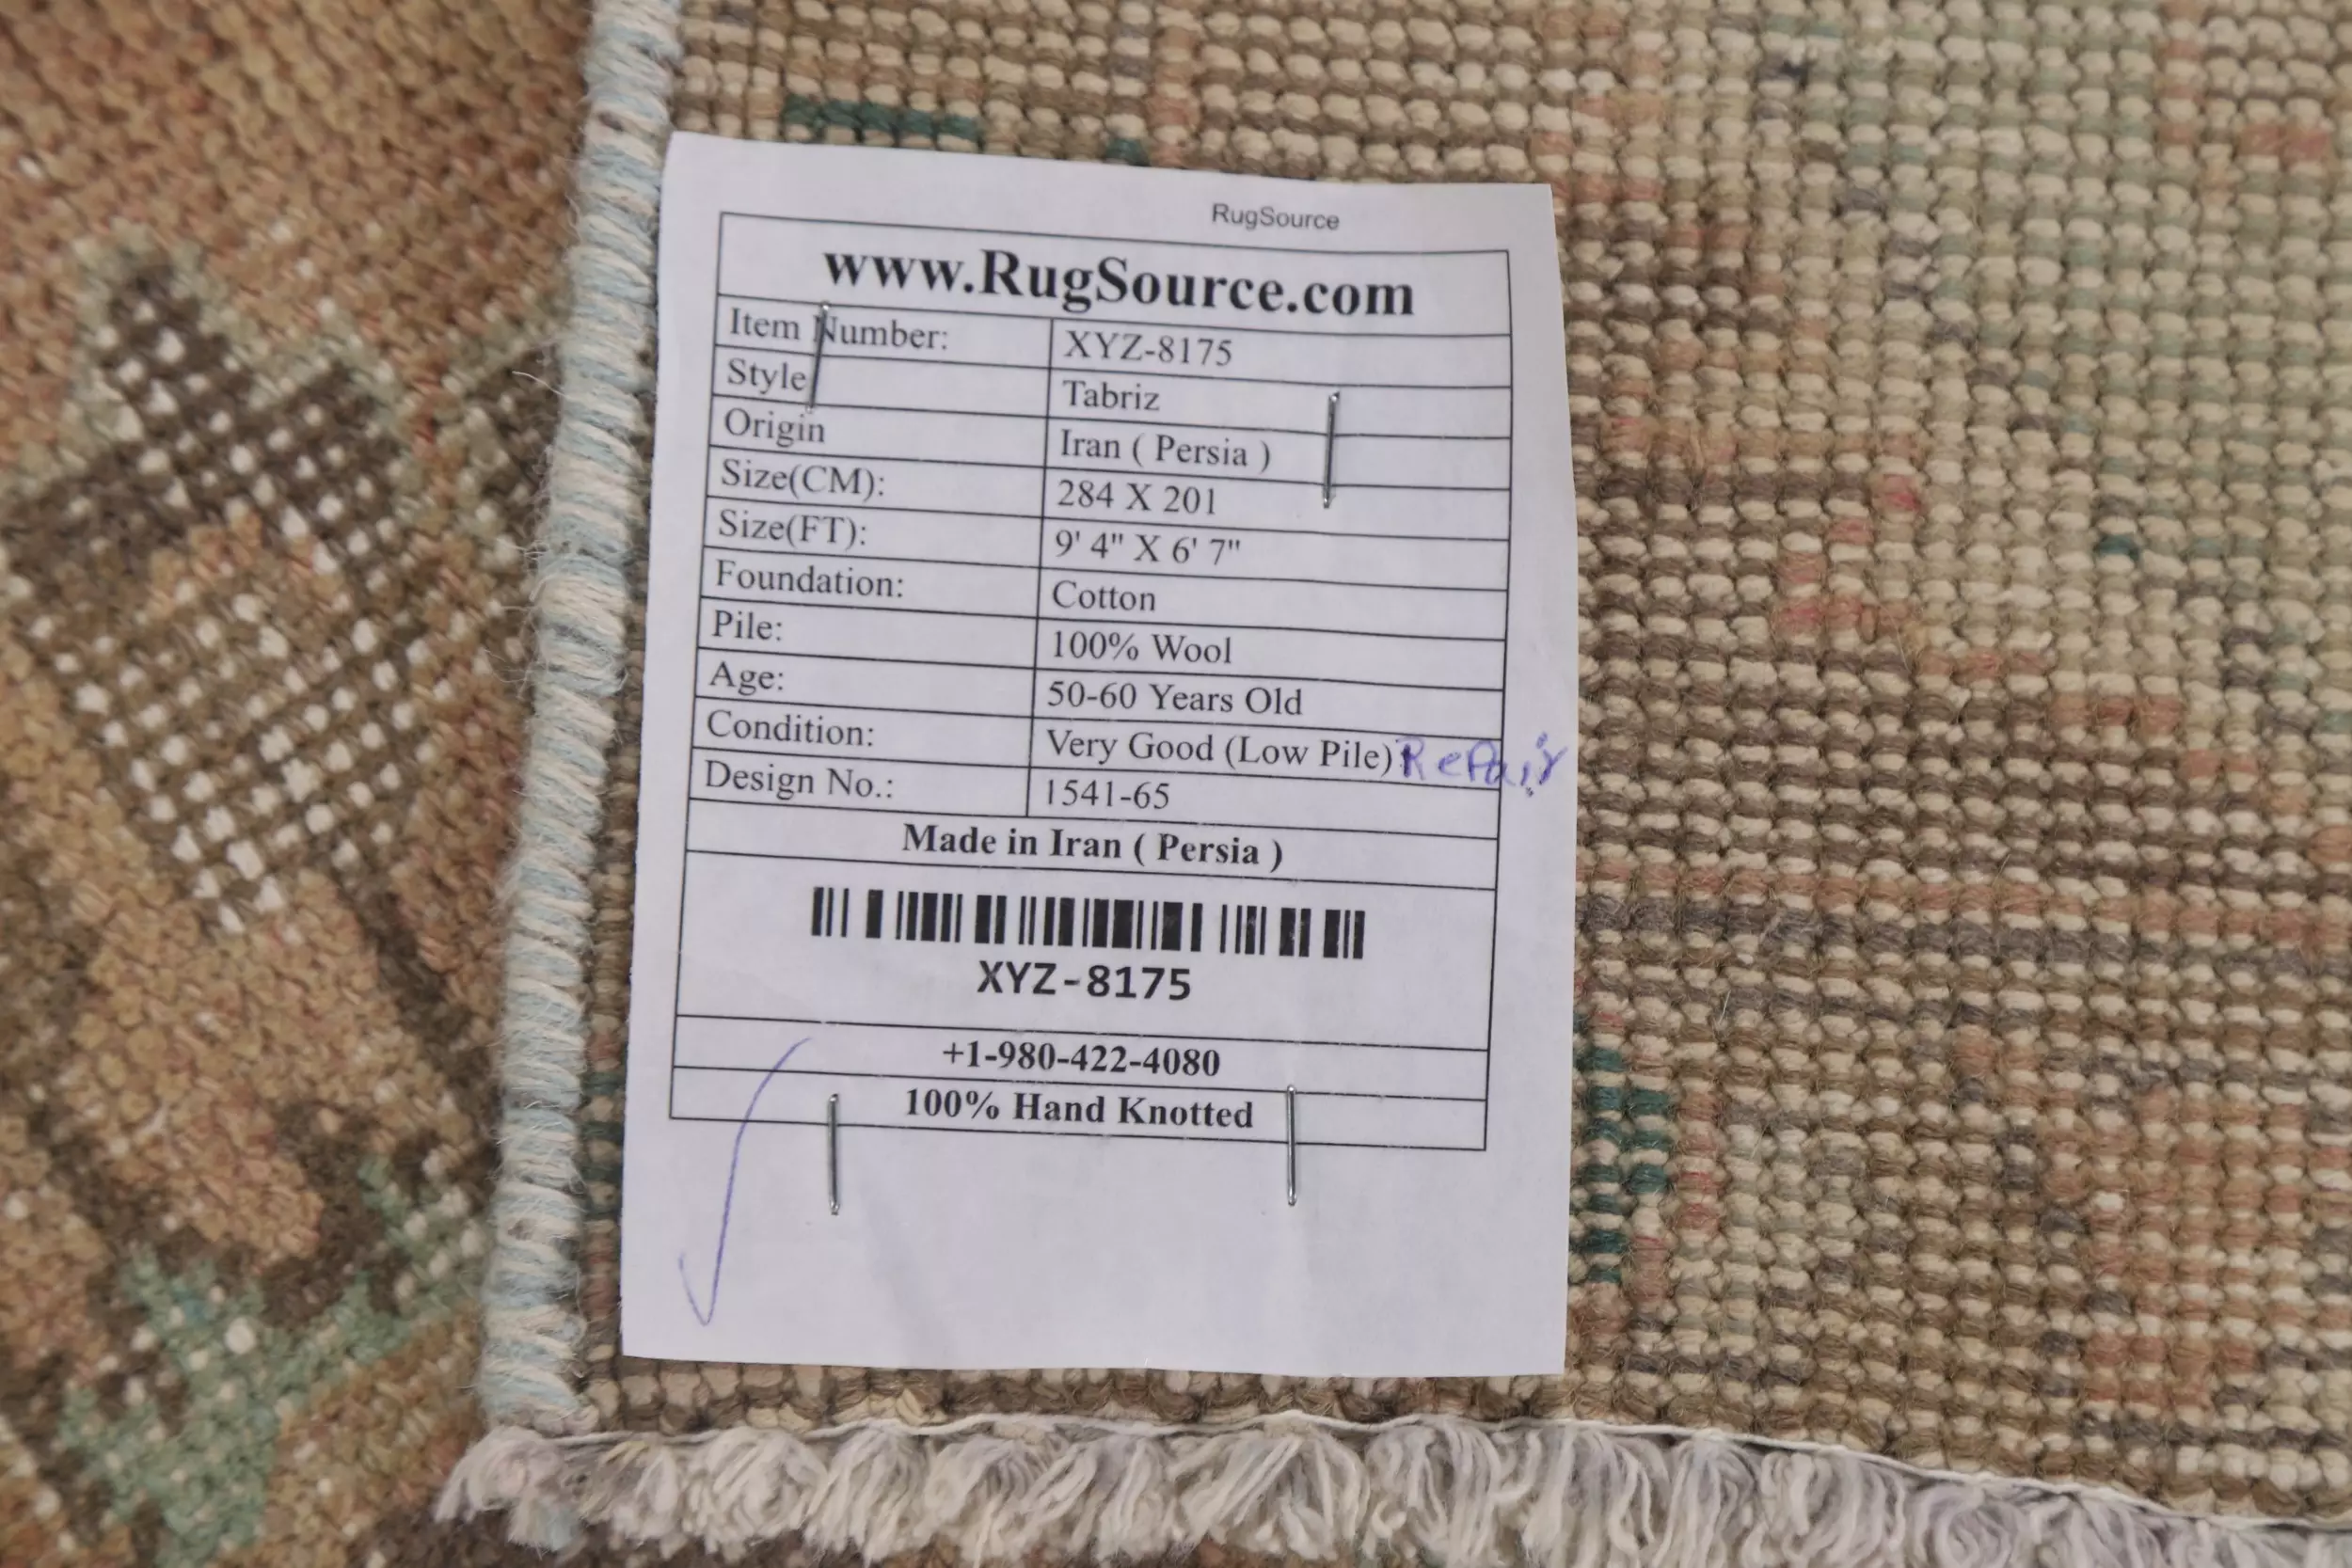 RugSource
www.RugSource.com
Item Number: XYZ-8175
Style Tabriz
Origin Iran ( Persia )
Size(CM): 284 X 201
Size(FT): 9' 4" X 6' 7"
Foundation: Cotton
Pile: 100% Wool
Age: 50-60 Years Old
Condition: Very Good (Low Pile) Repair
Design No.: 1541-65
Made in Iran ( Persia )
XYZ-8175
+1-980-422-4080
100% Hand Knotted